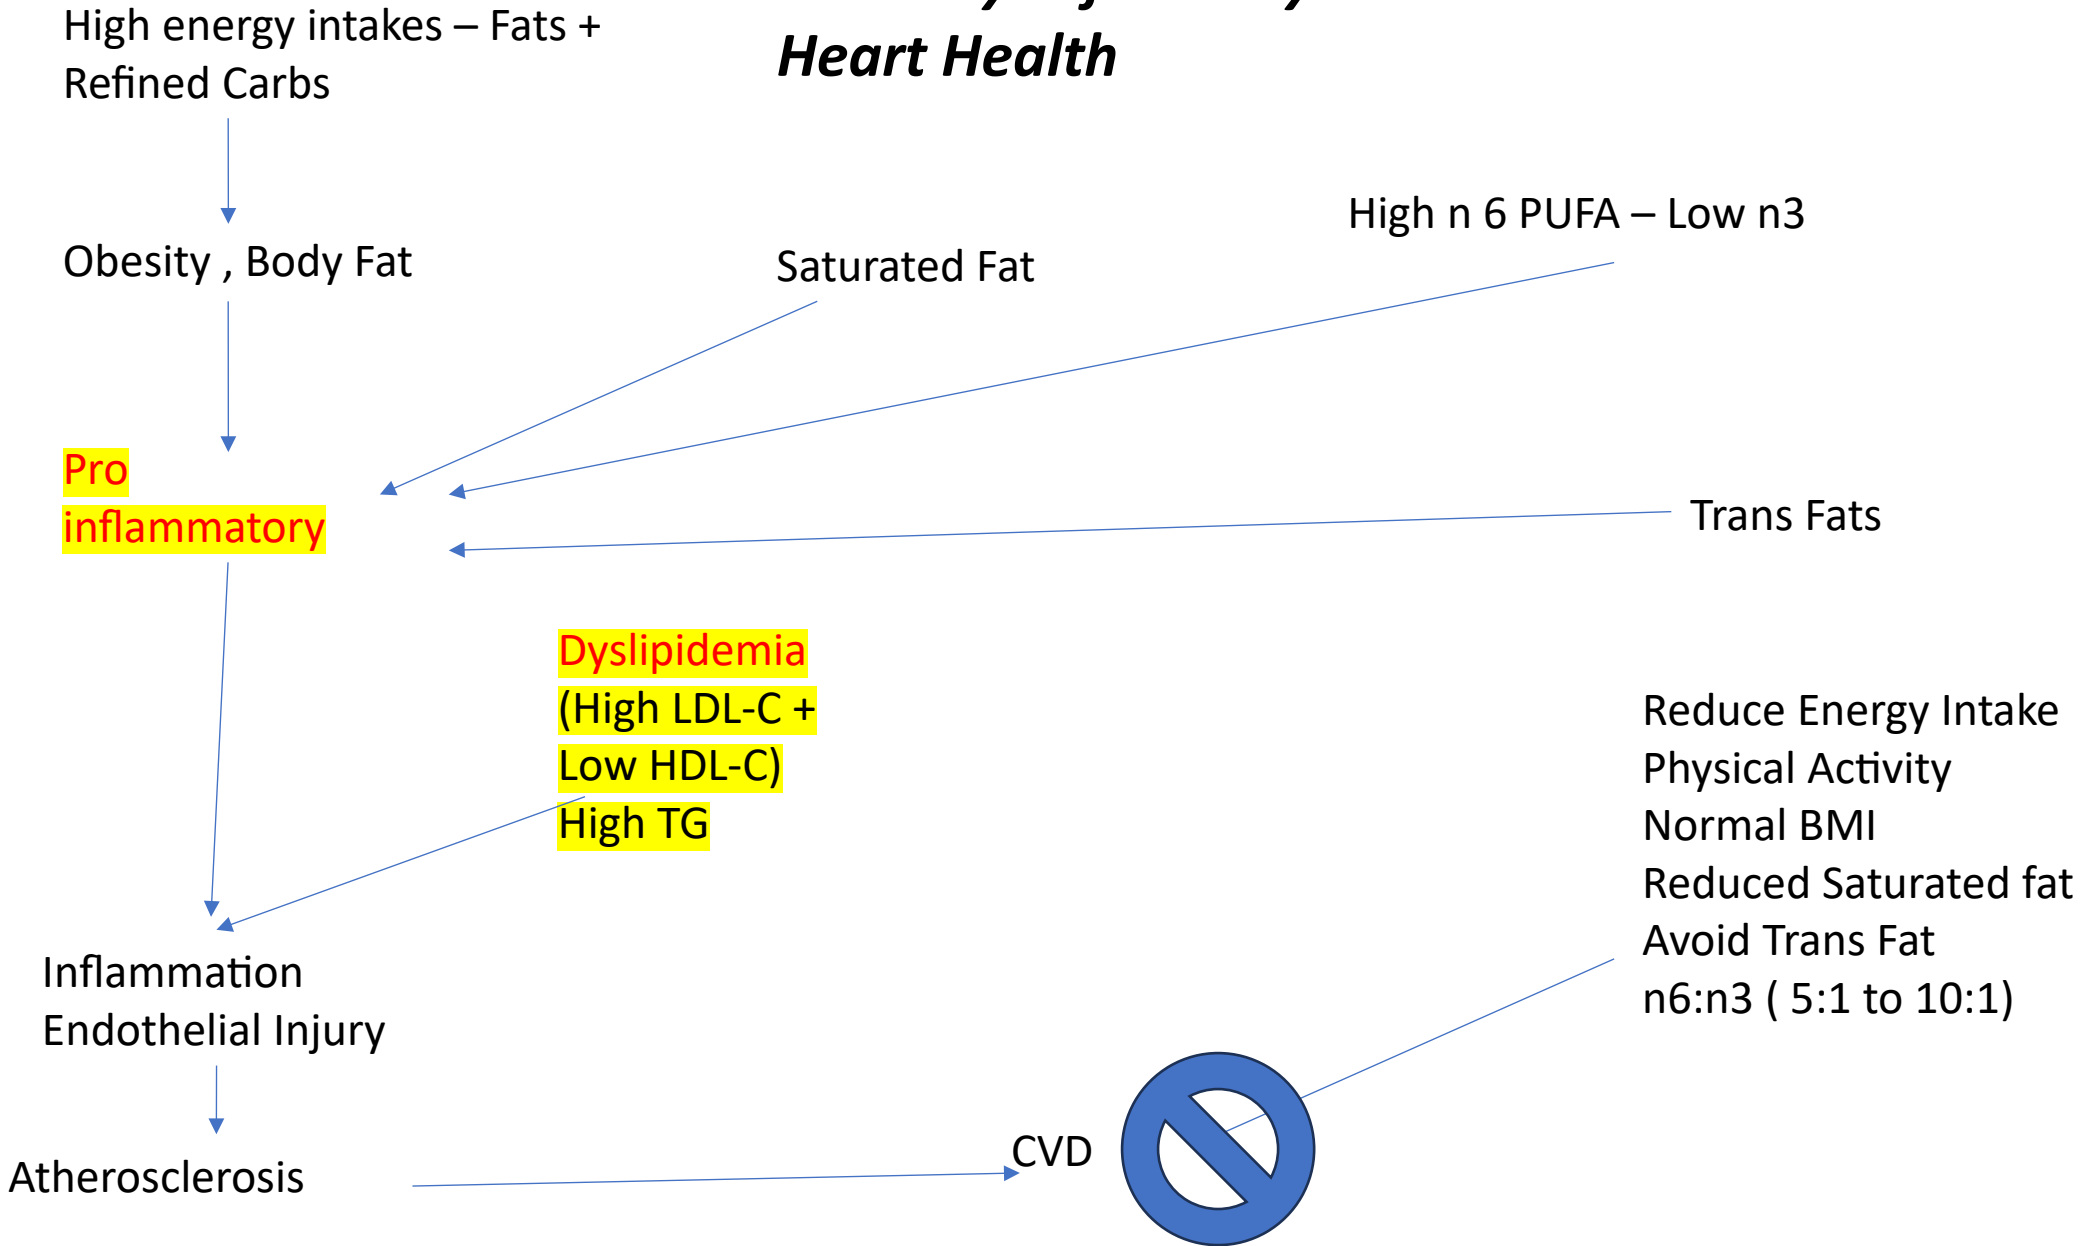 High energy intakes – Fats +
Refined Carbs
Heart Health
High n 6 PUFA – Low n3
Obesity , Body Fat
Saturated Fat
Pro
inflammatory
Trans Fats
Dyslipidemia
(High LDL-C +
Low HDL-C)
High TG
Reduce Energy Intake
Physical Activity
Normal BMI
Reduced Saturated fat
Avoid Trans Fat
n6:n3 ( 5:1 to 10:1)
Inflammation
Endothelial Injury
Atherosclerosis
CVD